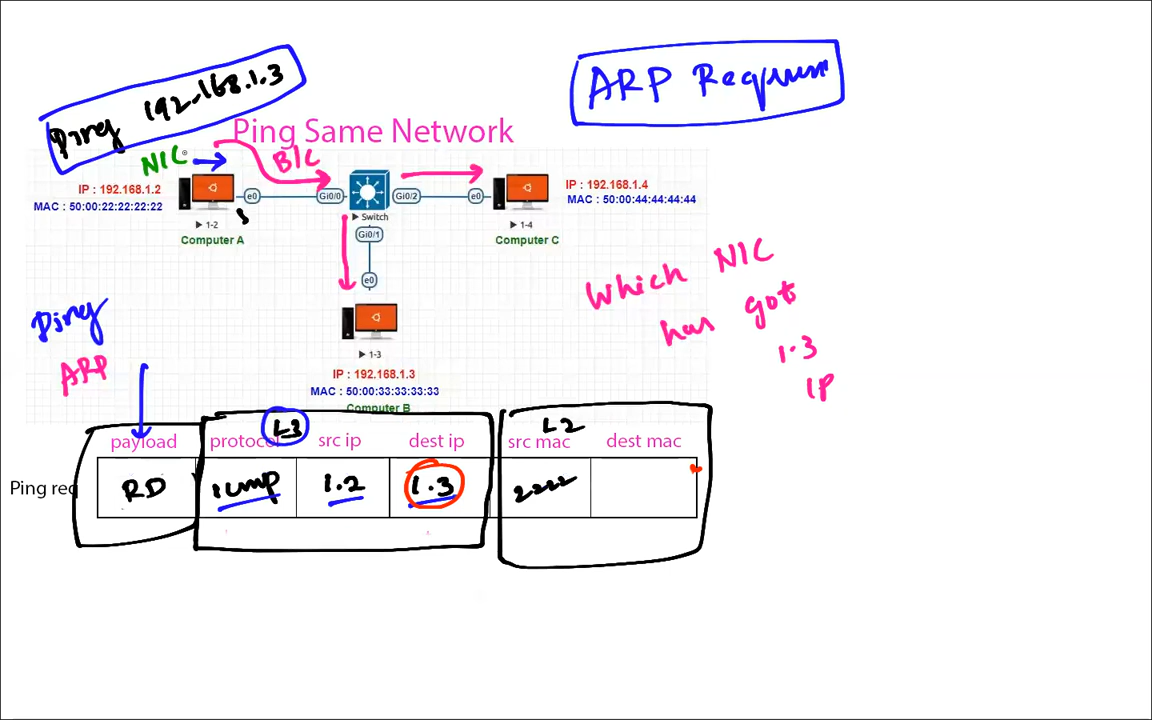 Ping 192.168.1.3
ARP Request
Ping Same Network
NIC
B/C
IP : 192.168.1.2
MAC : 50:00:22:22:22:22
e0
Gi0/0
Gi0/2
e0
IP : 192.168.1.4
MAC : 50:00:44:44:44:44
1-2
Computer A
Switch
Gi0/1
1-4
Computer C
e0
Which NIC
has got
1.3
IP
Ping
ARP
1-3
IP : 192.168.1.3
MAC : 50:00:33:33:33:33
Computer B
L3
L2
payload protocol src ip dest ip src mac dest mac
Ping req RD icmp 1.2 1.3 2222